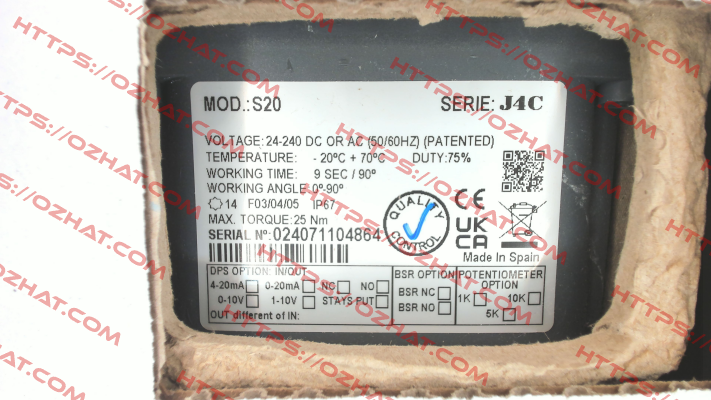 MOD.:S20 SERIE: J4C
VOLTAGE: 24-240 DC OR AC (50/60HZ) (PATENTED)
TEMPERATURE: - 20ºC + 70ºC DUTY:75%
WORKING TIME: 9 SEC / 90º
WORKING ANGLE 0º-90º
14 F03/04/05 IP67
MAX. TORQUE: 25 Nm
SERIAL Nº: 024071104864
QUALITY CONTROL
CE
UK
CA
Made In Spain
DPS OPTION: IN/OUT
4-20mA 0-20mA NC NO
0-10V 1-10V STAYS PUT
OUT different of IN:
BSR OPTION
BSR NC
BSR NO
POTENTIOMETER
OPTION
1K 10K
5K
HTTPS://OZHAT.COM